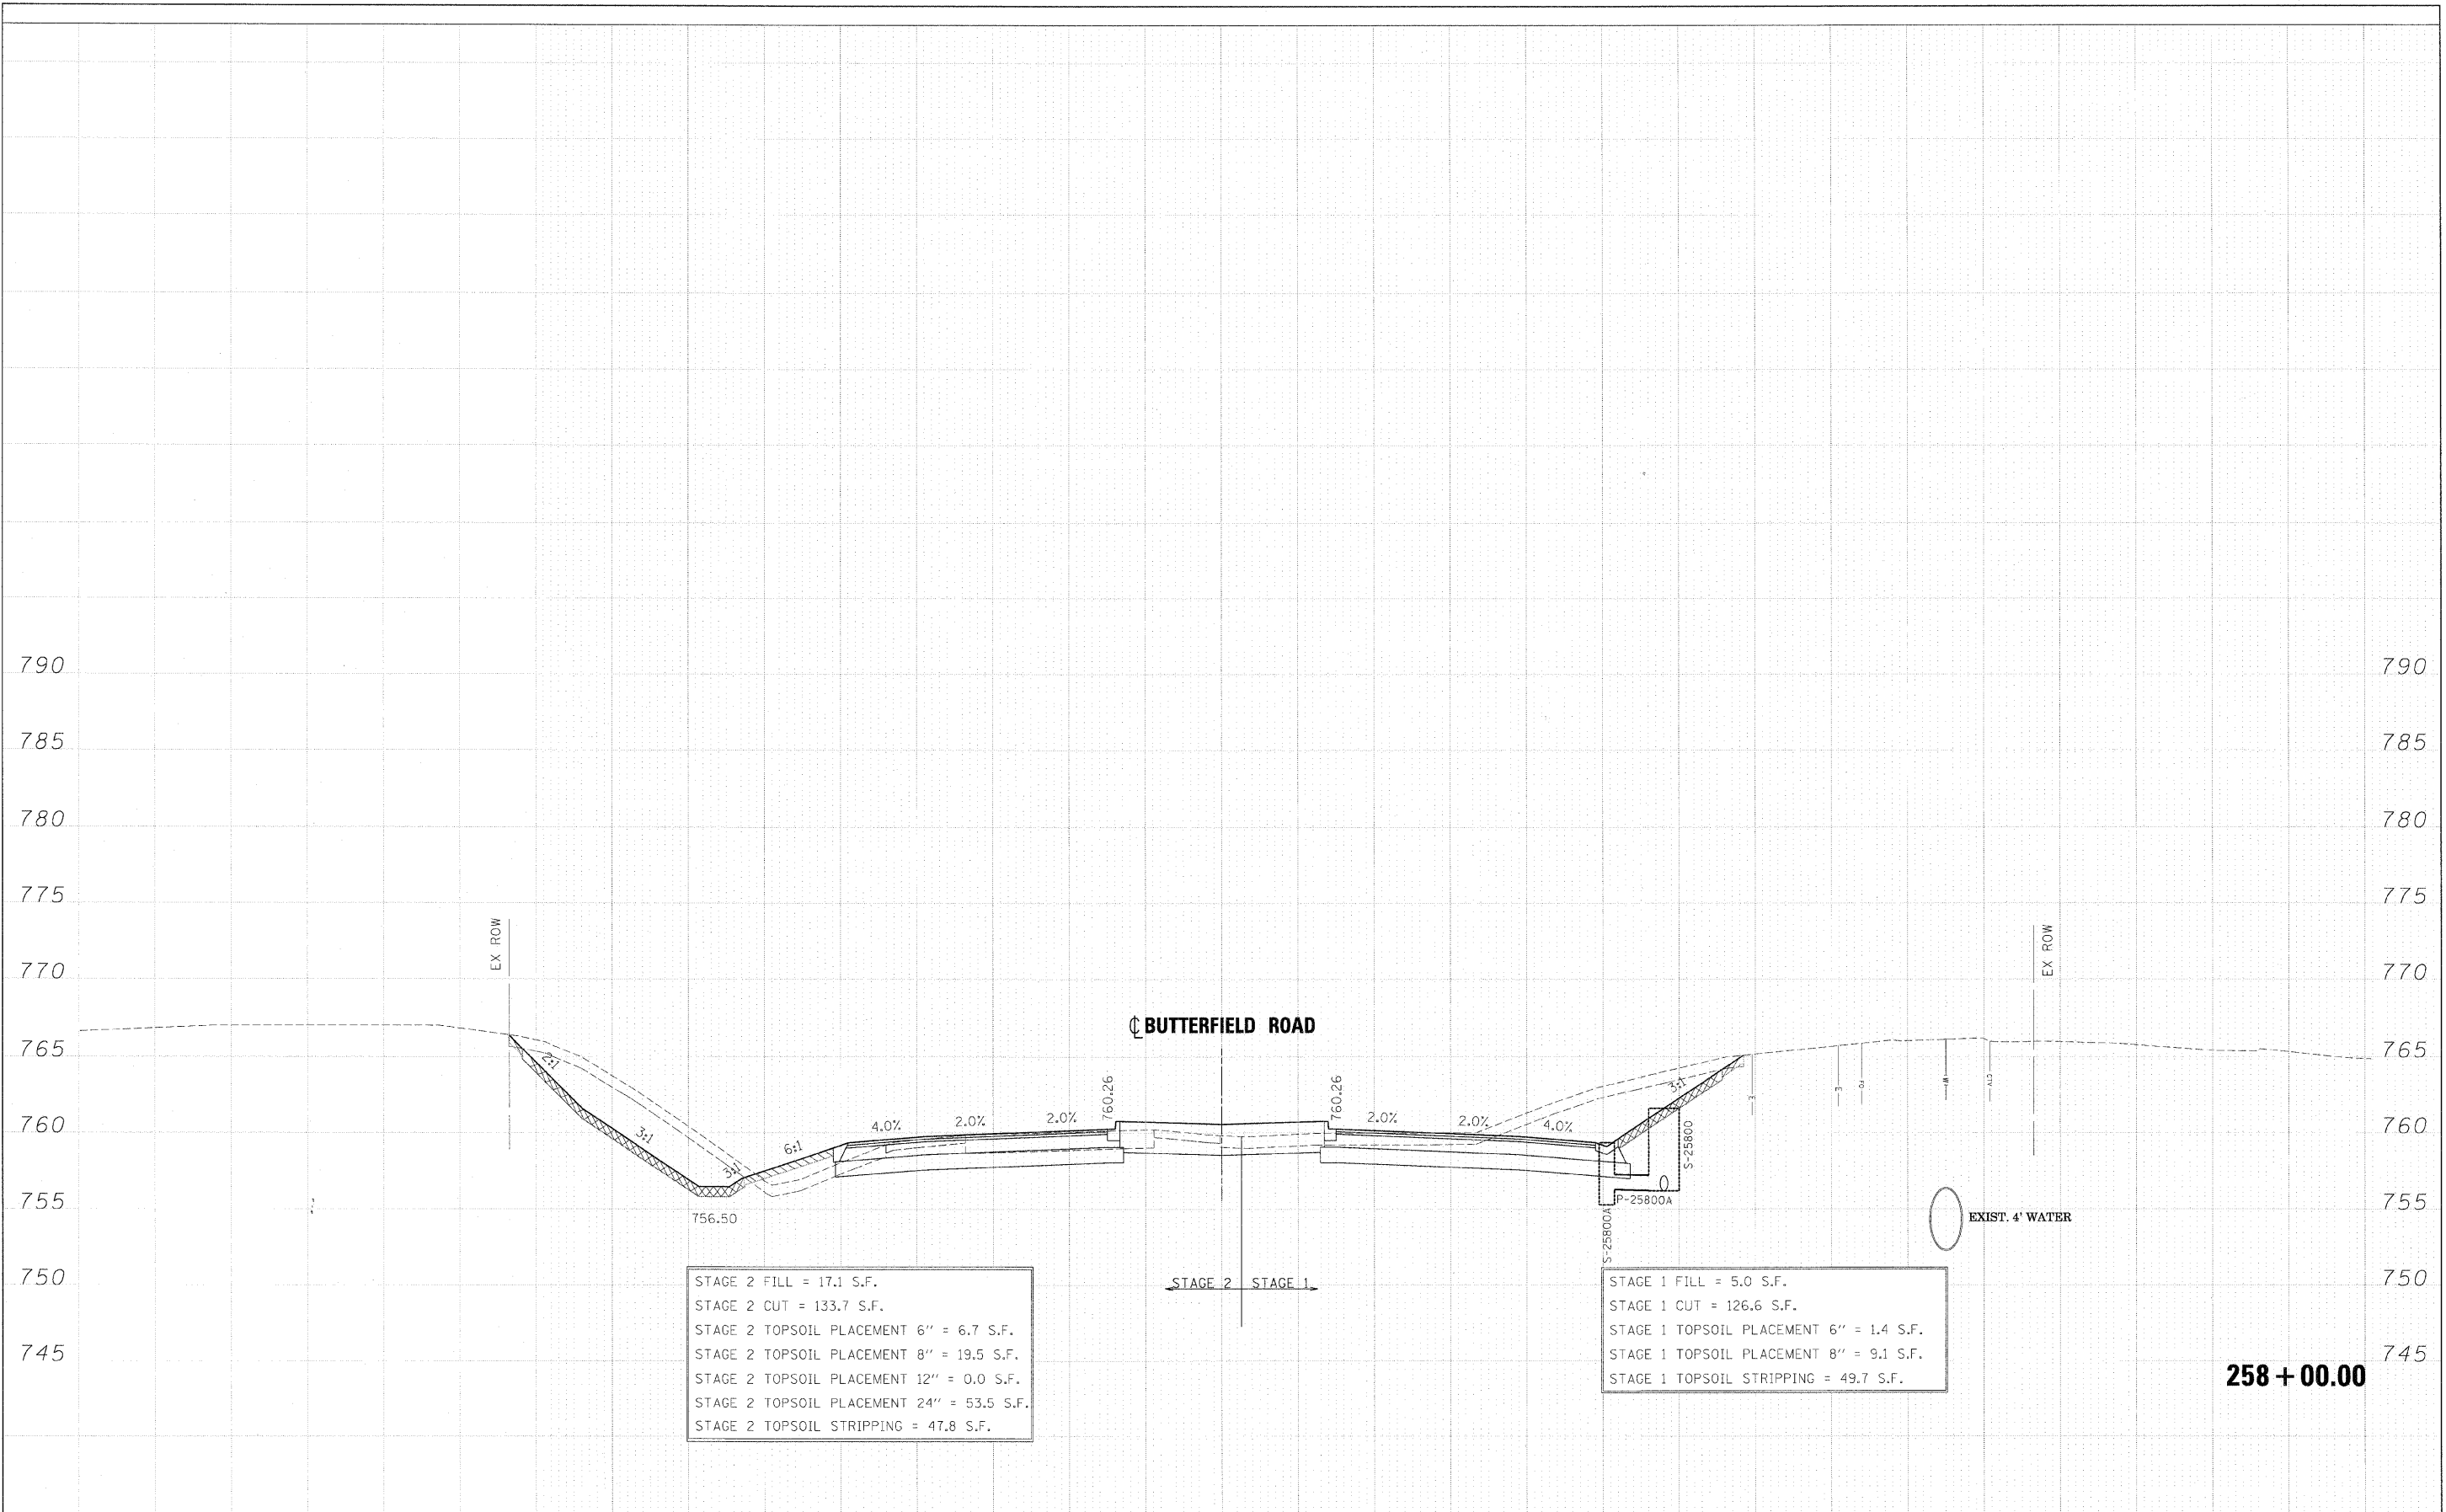 790 790
785 785
780 780
775 775
EX ROW EX ROW
770 770
℄ BUTTERFIELD ROAD
765 765
2:1 3:1
760.26 760.26
760 760
3:1 3:1 6:1 4.0% 2.0% 2.0% 2.0% 2.0% 4.0%
E E FO W CTV
S-25800
P-25800A
S-25800A
755 755
756.50
EXIST. 4' WATER
750 750
STAGE 2 STAGE 1
STAGE 2 FILL = 17.1 S.F.
STAGE 2 CUT = 133.7 S.F.
STAGE 2 TOPSOIL PLACEMENT 6'' = 6.7 S.F.
STAGE 2 TOPSOIL PLACEMENT 8'' = 19.5 S.F.
STAGE 2 TOPSOIL PLACEMENT 12'' = 0.0 S.F.
STAGE 2 TOPSOIL PLACEMENT 24'' = 53.5 S.F.
STAGE 2 TOPSOIL STRIPPING = 47.8 S.F.
STAGE 1 FILL = 5.0 S.F.
STAGE 1 CUT = 126.6 S.F.
STAGE 1 TOPSOIL PLACEMENT 6'' = 1.4 S.F.
STAGE 1 TOPSOIL PLACEMENT 8'' = 9.1 S.F.
STAGE 1 TOPSOIL STRIPPING = 49.7 S.F.
745 745
258+00.00